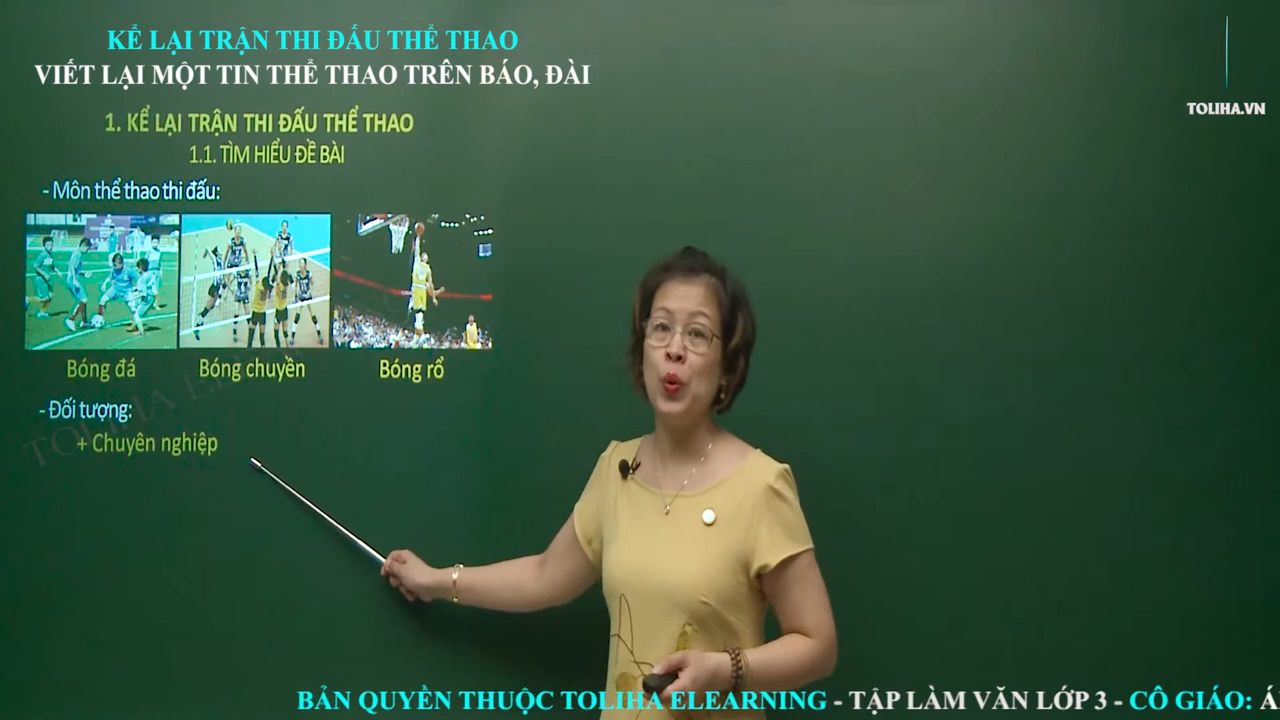 KỂ LẠI TRẬN THI ĐẤU THỂ THAO
VIẾT LẠI MỘT TIN THỂ THAO TRÊN BÁO, ĐÀI
TOLIHA.VN
1. KỂ LẠI TRẬN THI ĐẤU THỂ THAO
1.1. TÌM HIỂU ĐỀ BÀI
- Môn thể thao thi đấu:
Bóng đá
Bóng chuyền
Bóng rổ
- Đối tượng:
+ Chuyên nghiệp
BẢN QUYỀN THUỘC TOLIHA ELEARNING - TẬP LÀM VĂN LỚP 3 - CÔ GIÁO: Á